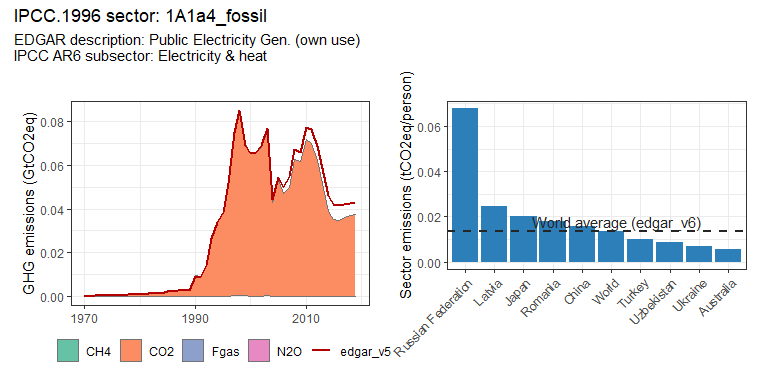 IPCC.1996 sector: 1A1a4_fossil
EDGAR description: Public Electricity Gen. (own use)
IPCC AR6 subsector: Electricity & heat
GHG emissions (GtCO2eq)
0.08
0.06
0.04
0.02
0.00
1970
1990
2010
CH4
CO2
Fgas
N2O
edgar_v5
Sector emissions (tCO2eq/person)
0.06
0.04
0.02
0.00
World average (edgar_v6)
Russian Federation
Latvia
Japan
Romania
China
World
Turkey
Uzbekistan
Ukraine
Australia